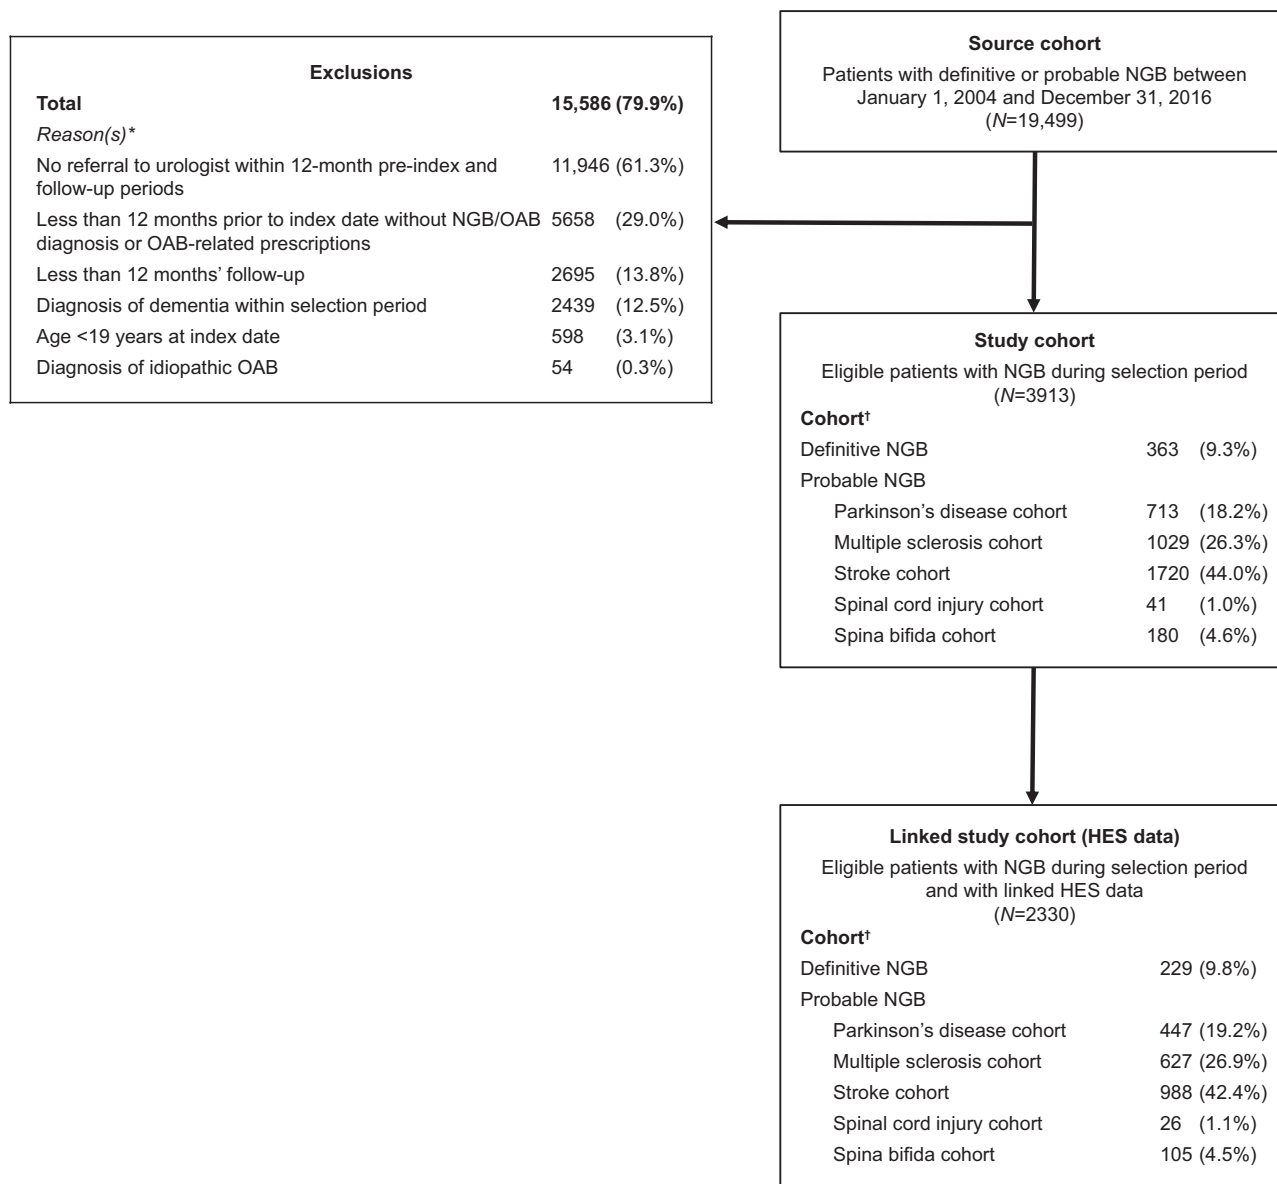 Source cohort
Patients with definitive or probable NGB between
January 1, 2004 and December 31, 2016
(N=19,499)
Exclusions
Total 15,586 (79.9%)
Reason(s)*
No referral to urologist within 12-month pre-index and 11,946 (61.3%)
follow-up periods
Less than 12 months prior to index date without NGB/OAB 5658 (29.0%)
diagnosis or OAB-related prescriptions
Less than 12 months' follow-up 2695 (13.8%)
Diagnosis of dementia within selection period 2439 (12.5%)
Age <19 years at index date 598 (3.1%)
Diagnosis of idiopathic OAB 54 (0.3%)
Study cohort
Eligible patients with NGB during selection period
(N=3913)
Cohort†
Definitive NGB 363 (9.3%)
Probable NGB
Parkinson's disease cohort 713 (18.2%)
Multiple sclerosis cohort 1029 (26.3%)
Stroke cohort 1720 (44.0%)
Spinal cord injury cohort 41 (1.0%)
Spina bifida cohort 180 (4.6%)
Linked study cohort (HES data)
Eligible patients with NGB during selection period
and with linked HES data
(N=2330)
Cohort†
Definitive NGB 229 (9.8%)
Probable NGB
Parkinson's disease cohort 447 (19.2%)
Multiple sclerosis cohort 627 (26.9%)
Stroke cohort 988 (42.4%)
Spinal cord injury cohort 26 (1.1%)
Spina bifida cohort 105 (4.5%)